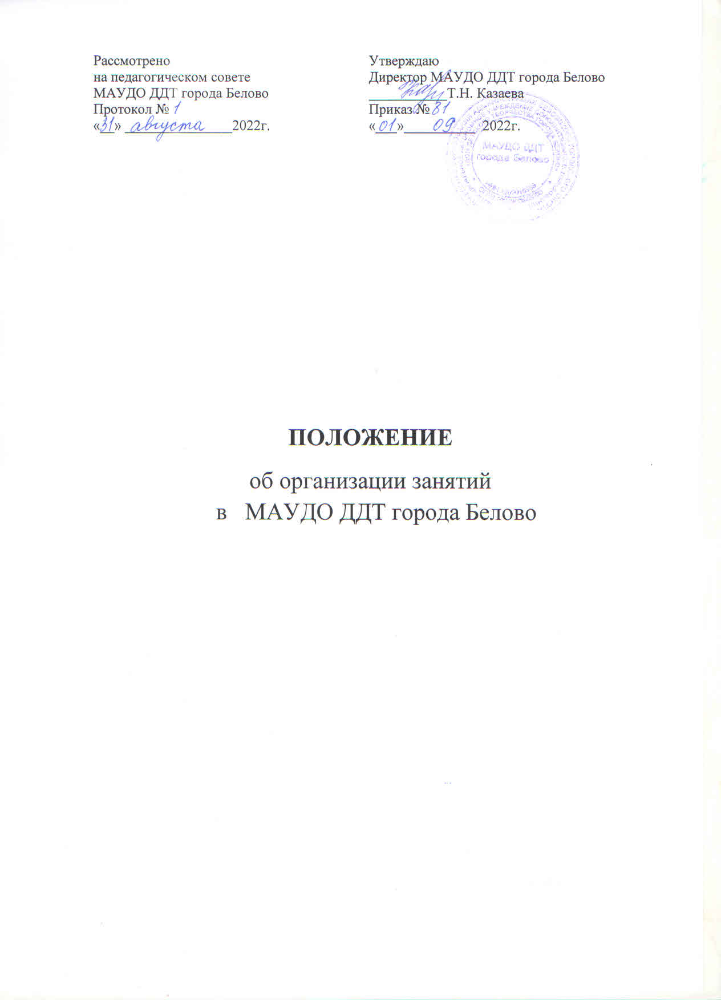 Рассмотрено
на педагогическом совете
МАУДО ДДТ города Белово
Протокол № 1
«31» августа 2022г.
Утверждаю
Директор МАУДО ДДТ города Белово
___________Т.Н. Казаева
Приказ № 81
«01» 09 2022г.
МАУДО ДДТ
города Белово
ПОЛОЖЕНИЕ
об организации занятий
в МАУДО ДДТ города Белово